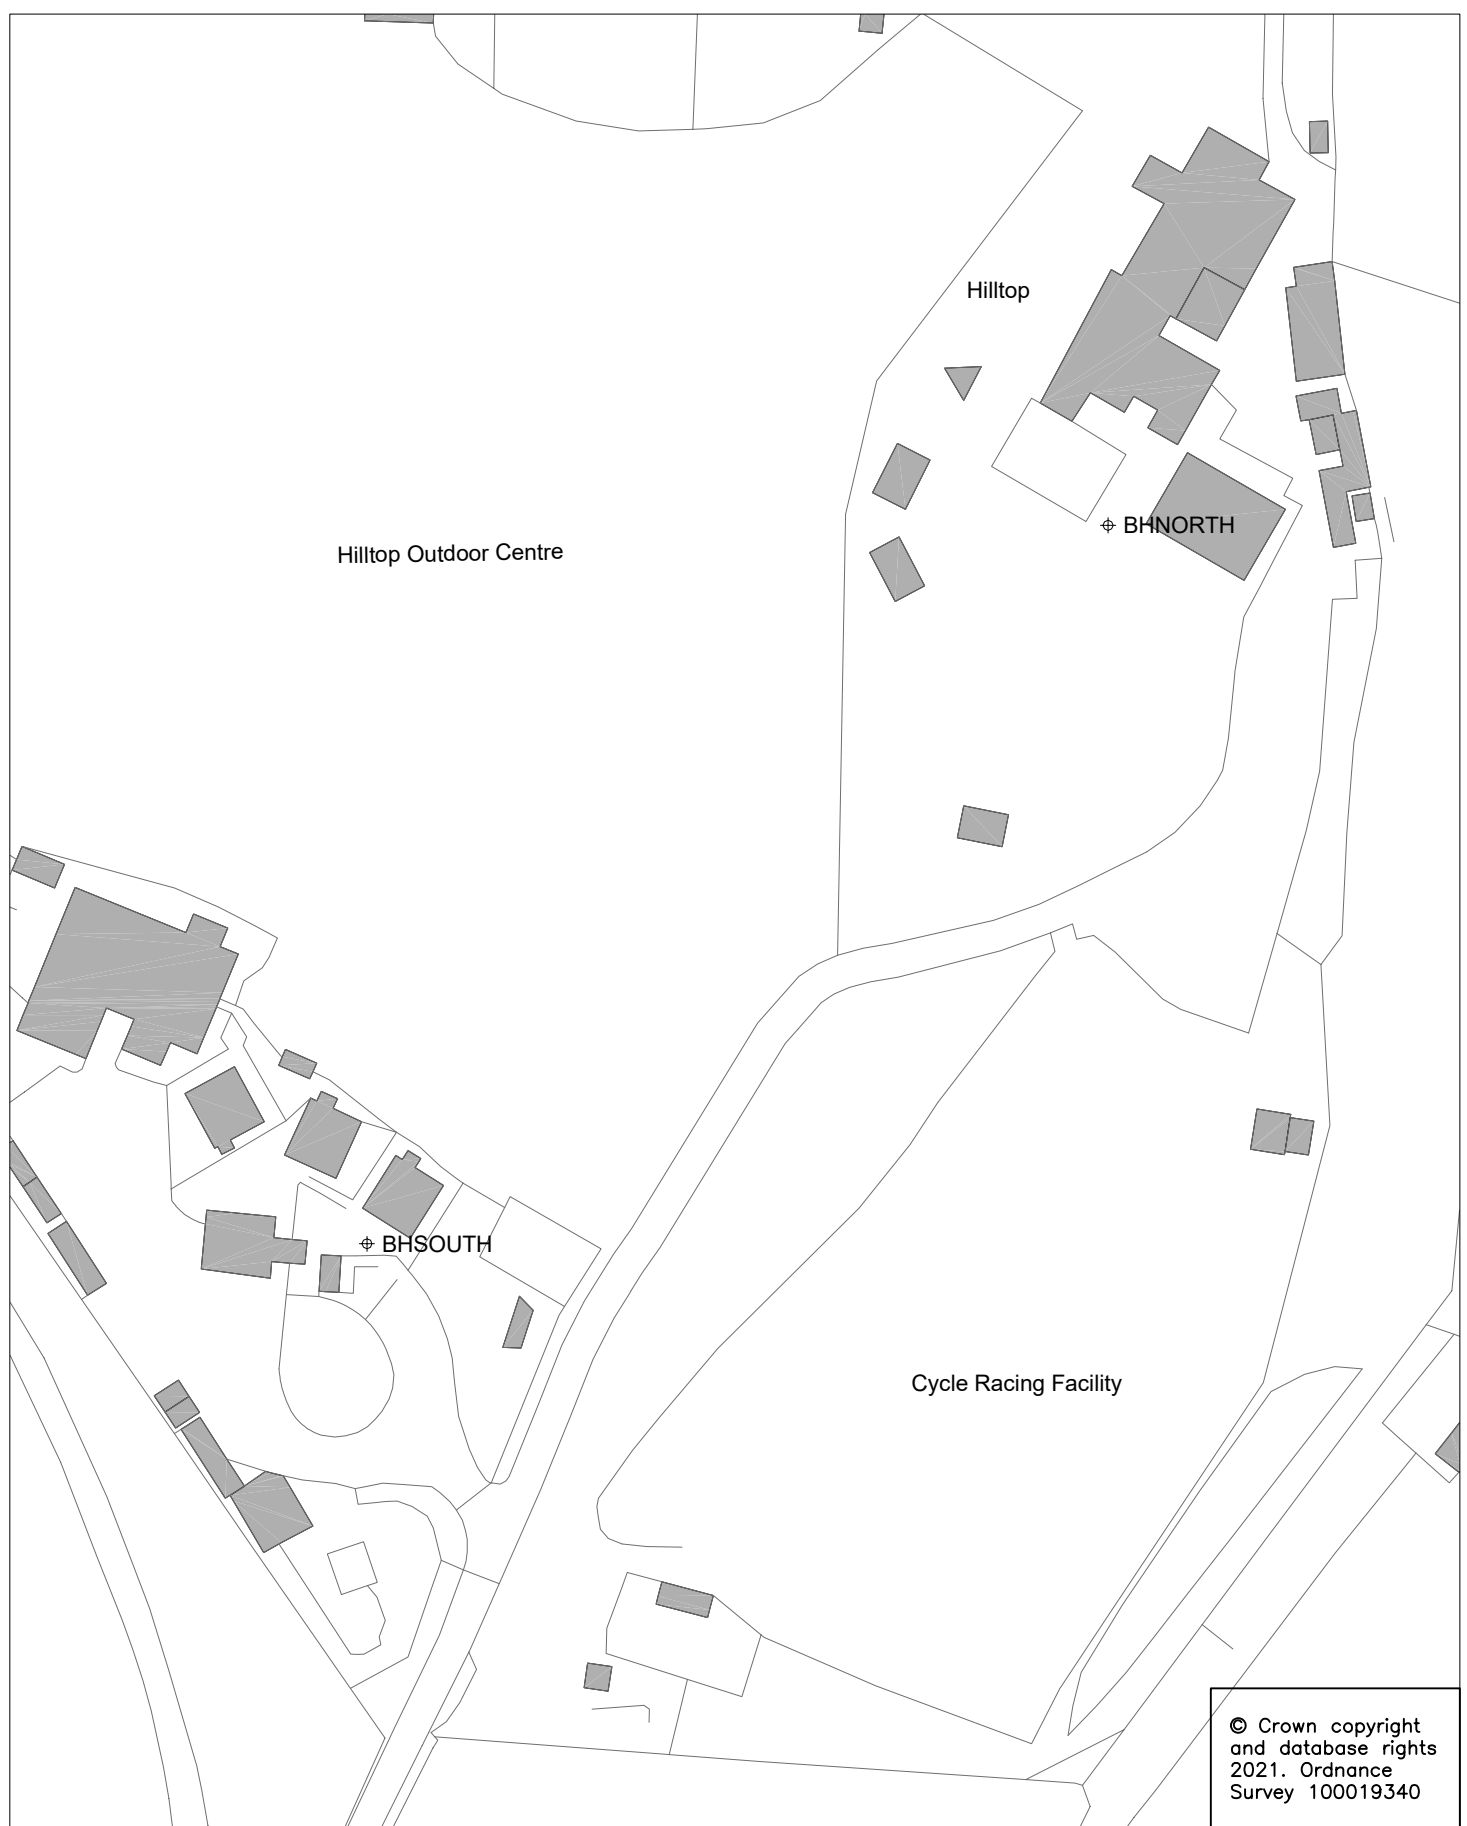 Hilltop
BHNORTH
Hilltop Outdoor Centre
BHSOUTH
Cycle Racing Facility
© Crown copyright
and database rights
2021. Ordnance
Survey 100019340